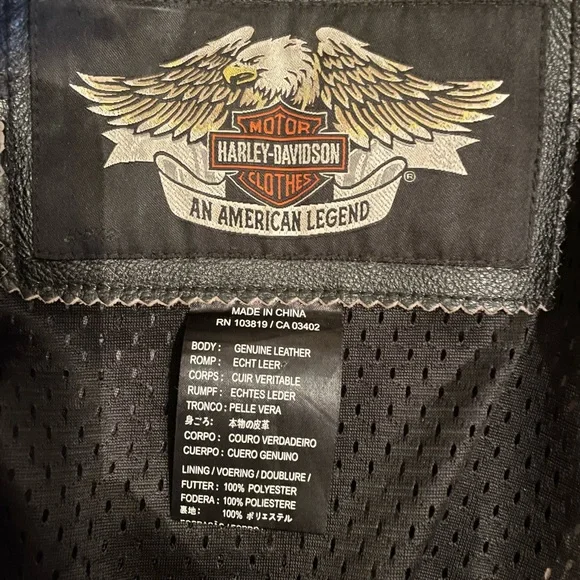 MOTOR
HARLEY-DAVIDSON
CLOTHES
®
AN AMERICAN LEGEND
MADE IN CHINA
RN 103819 / CA 03402
BODY : GENUINE LEATHER
ROMP : ECHT LEER
CORPS : CUIR VERITABLE
RUMPF : ECHTES LEDER
TRONCO : PELLE VERA
身ごろ : 本物の皮革
CORPO : COURO VERDADEIRO
CUERPO : CUERO GENUINO
LINING / VOERING / DOUBLURE /
FUTTER : 100% POLYESTER
FODERA : 100% POLIESTERE
裏地 : 100% ポリエステル